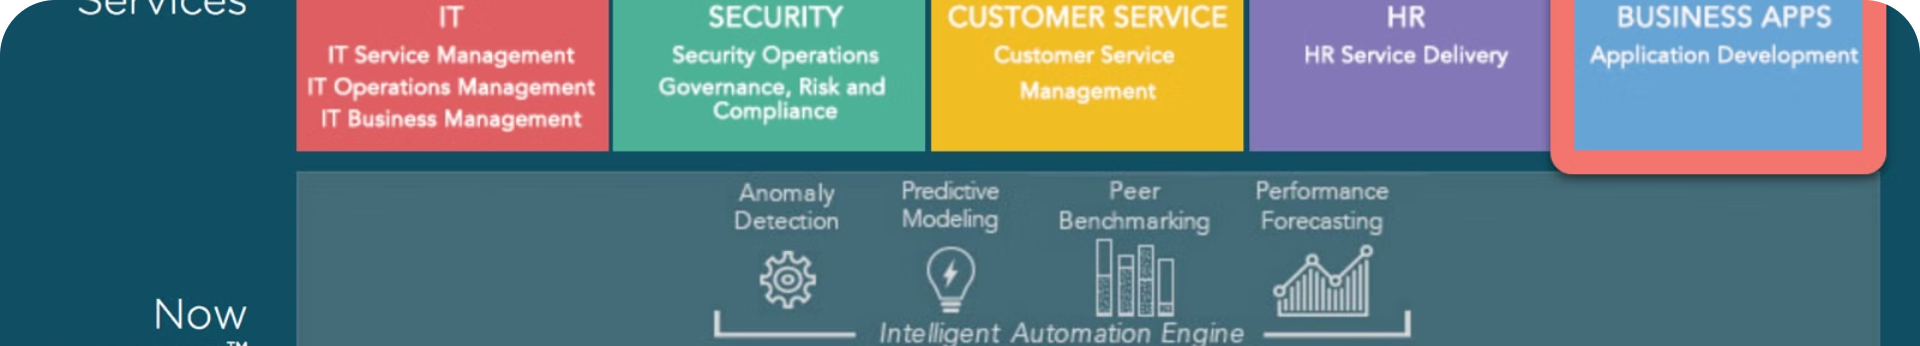 Services
IT
IT Service Management
IT Operations Management
IT Business Management
SECURITY
Security Operations
Governance, Risk and
Compliance
CUSTOMER SERVICE
Customer Service
Management
HR
HR Service Delivery
BUSINESS APPS
Application Development
Anomaly
Detection
Predictive
Modeling
Peer
Benchmarking
Performance
Forecasting
Intelligent Automation Engine
Now
TM